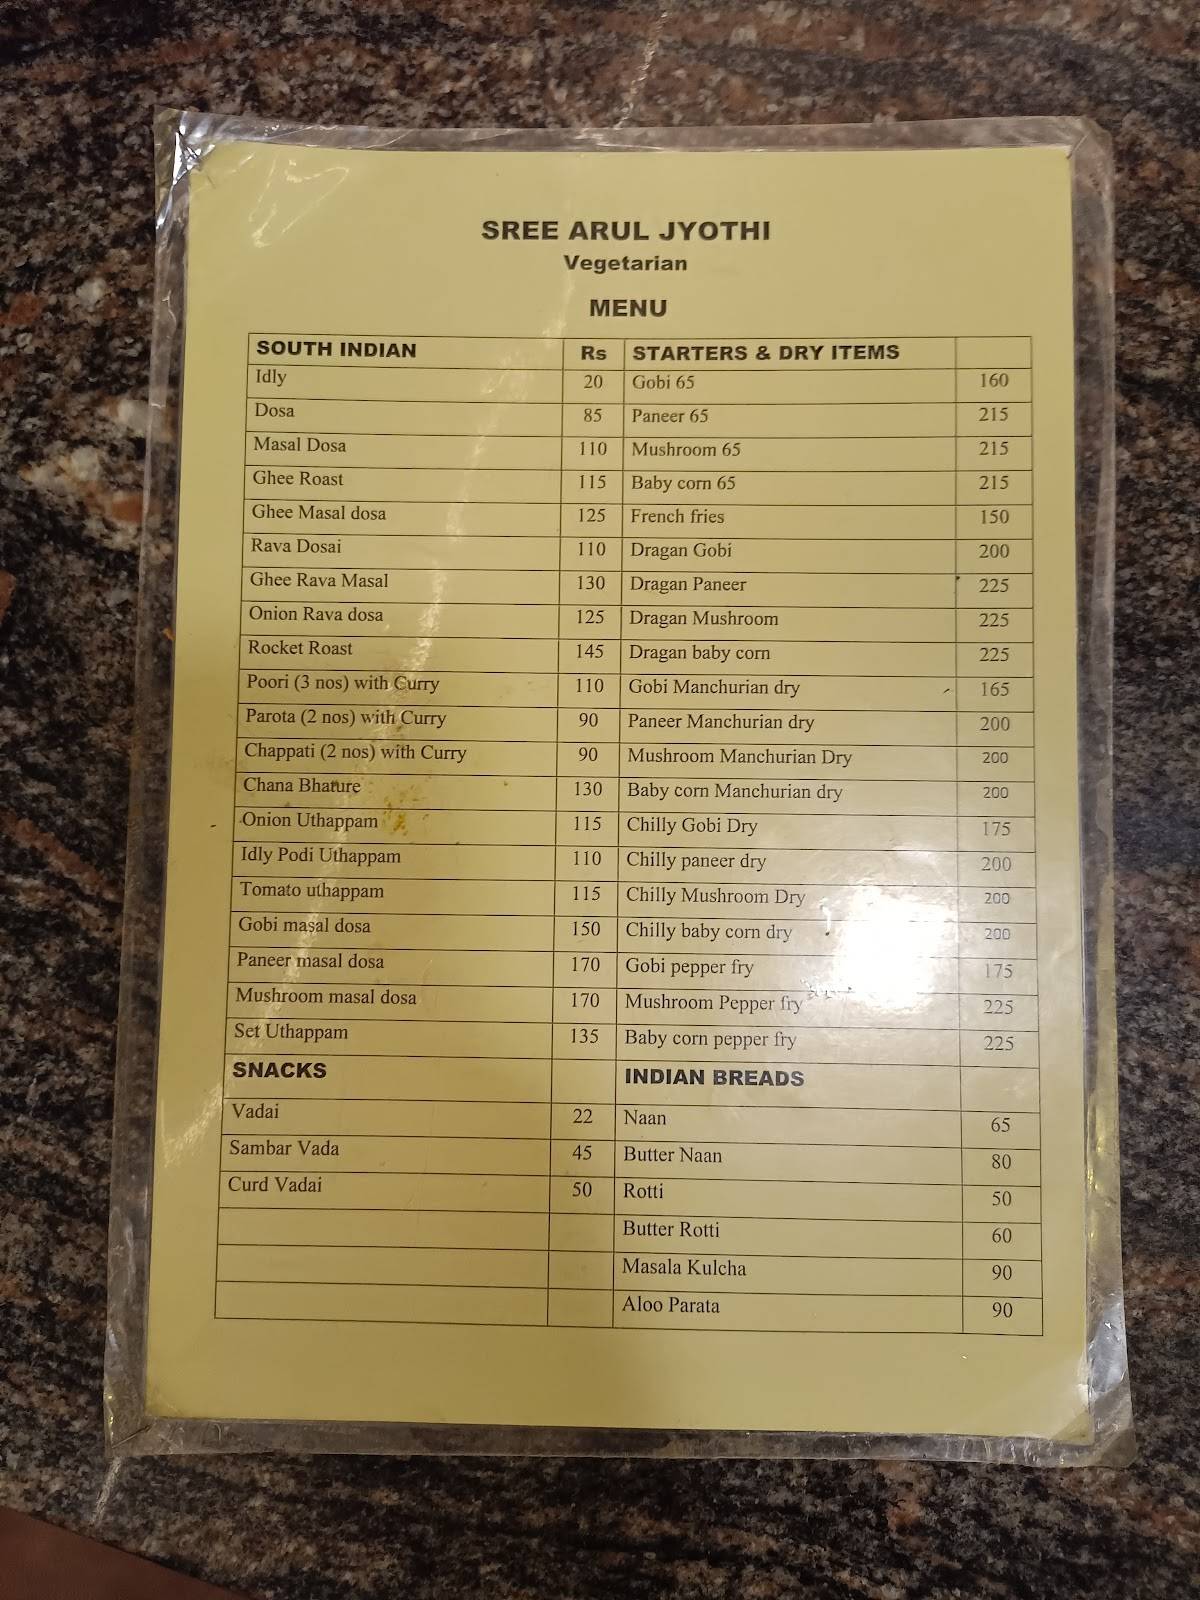 SREE ARUL JYOTHI
Vegetarian
MENU
SOUTH INDIAN Rs STARTERS & DRY ITEMS
Idly 20 Gobi 65 160
Dosa 85 Paneer 65 215
Masal Dosa 110 Mushroom 65 215
Ghee Roast 115 Baby corn 65 215
Ghee Masal dosa 125 French fries 150
Rava Dosai 110 Dragan Gobi 200
Ghee Rava Masal 130 Dragan Paneer 225
Onion Rava dosa 125 Dragan Mushroom 225
Rocket Roast 145 Dragan baby corn 225
Poori (3 nos) with Curry 110 Gobi Manchurian dry 165
Parota (2 nos) with Curry 90 Paneer Manchurian dry 200
Chappati (2 nos) with Curry 90 Mushroom Manchurian Dry 200
Chana Bhature 130 Baby corn Manchurian dry 200
Onion Uthappam 115 Chilly Gobi Dry 175
Idly Podi Uthappam 110 Chilly paneer dry 200
Tomato uthappam 115 Chilly Mushroom Dry 200
Gobi masal dosa 150 Chilly baby corn dry 200
Paneer masal dosa 170 Gobi pepper fry 175
Mushroom masal dosa 170 Mushroom Pepper fry 225
Set Uthappam 135 Baby corn pepper fry 225
SNACKS INDIAN BREADS
Vadai 22 Naan 65
Sambar Vada 45 Butter Naan 80
Curd Vadai 50 Rotti 50
Butter Rotti 60
Masala Kulcha 90
Aloo Parata 90